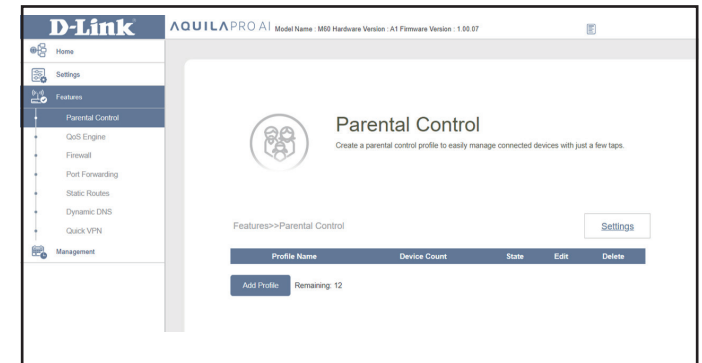 D-Link
AQUILA PRO AI Model Name : M60 Hardware Version : A1 Firmware Version : 1.00.07
Home
Settings
Features
Parental Control
QoS Engine
Firewall
Port Forwarding
Static Routes
Dynamic DNS
Quick VPN
Management
Parental Control
Create a parental control profile to easily manage connected devices with just a few taps.
Features>>Parental Control
Settings
Profile Name Device Count State Edit Delete
Add Profile Remaining: 12